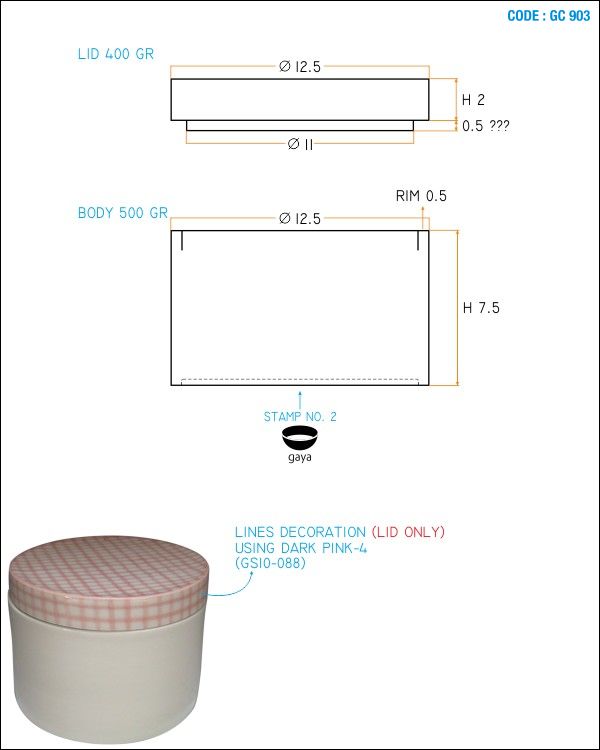 CODE : GC 903
LID 400 GR
Ø 12.5
H 2
0.5 ???
Ø 11
RIM 0.5
BODY 500 GR
Ø 12.5
H 7.5
STAMP NO. 2
gaya
LINES DECORATION (LID ONLY)
USING DARK PINK-4
(GS10-088)